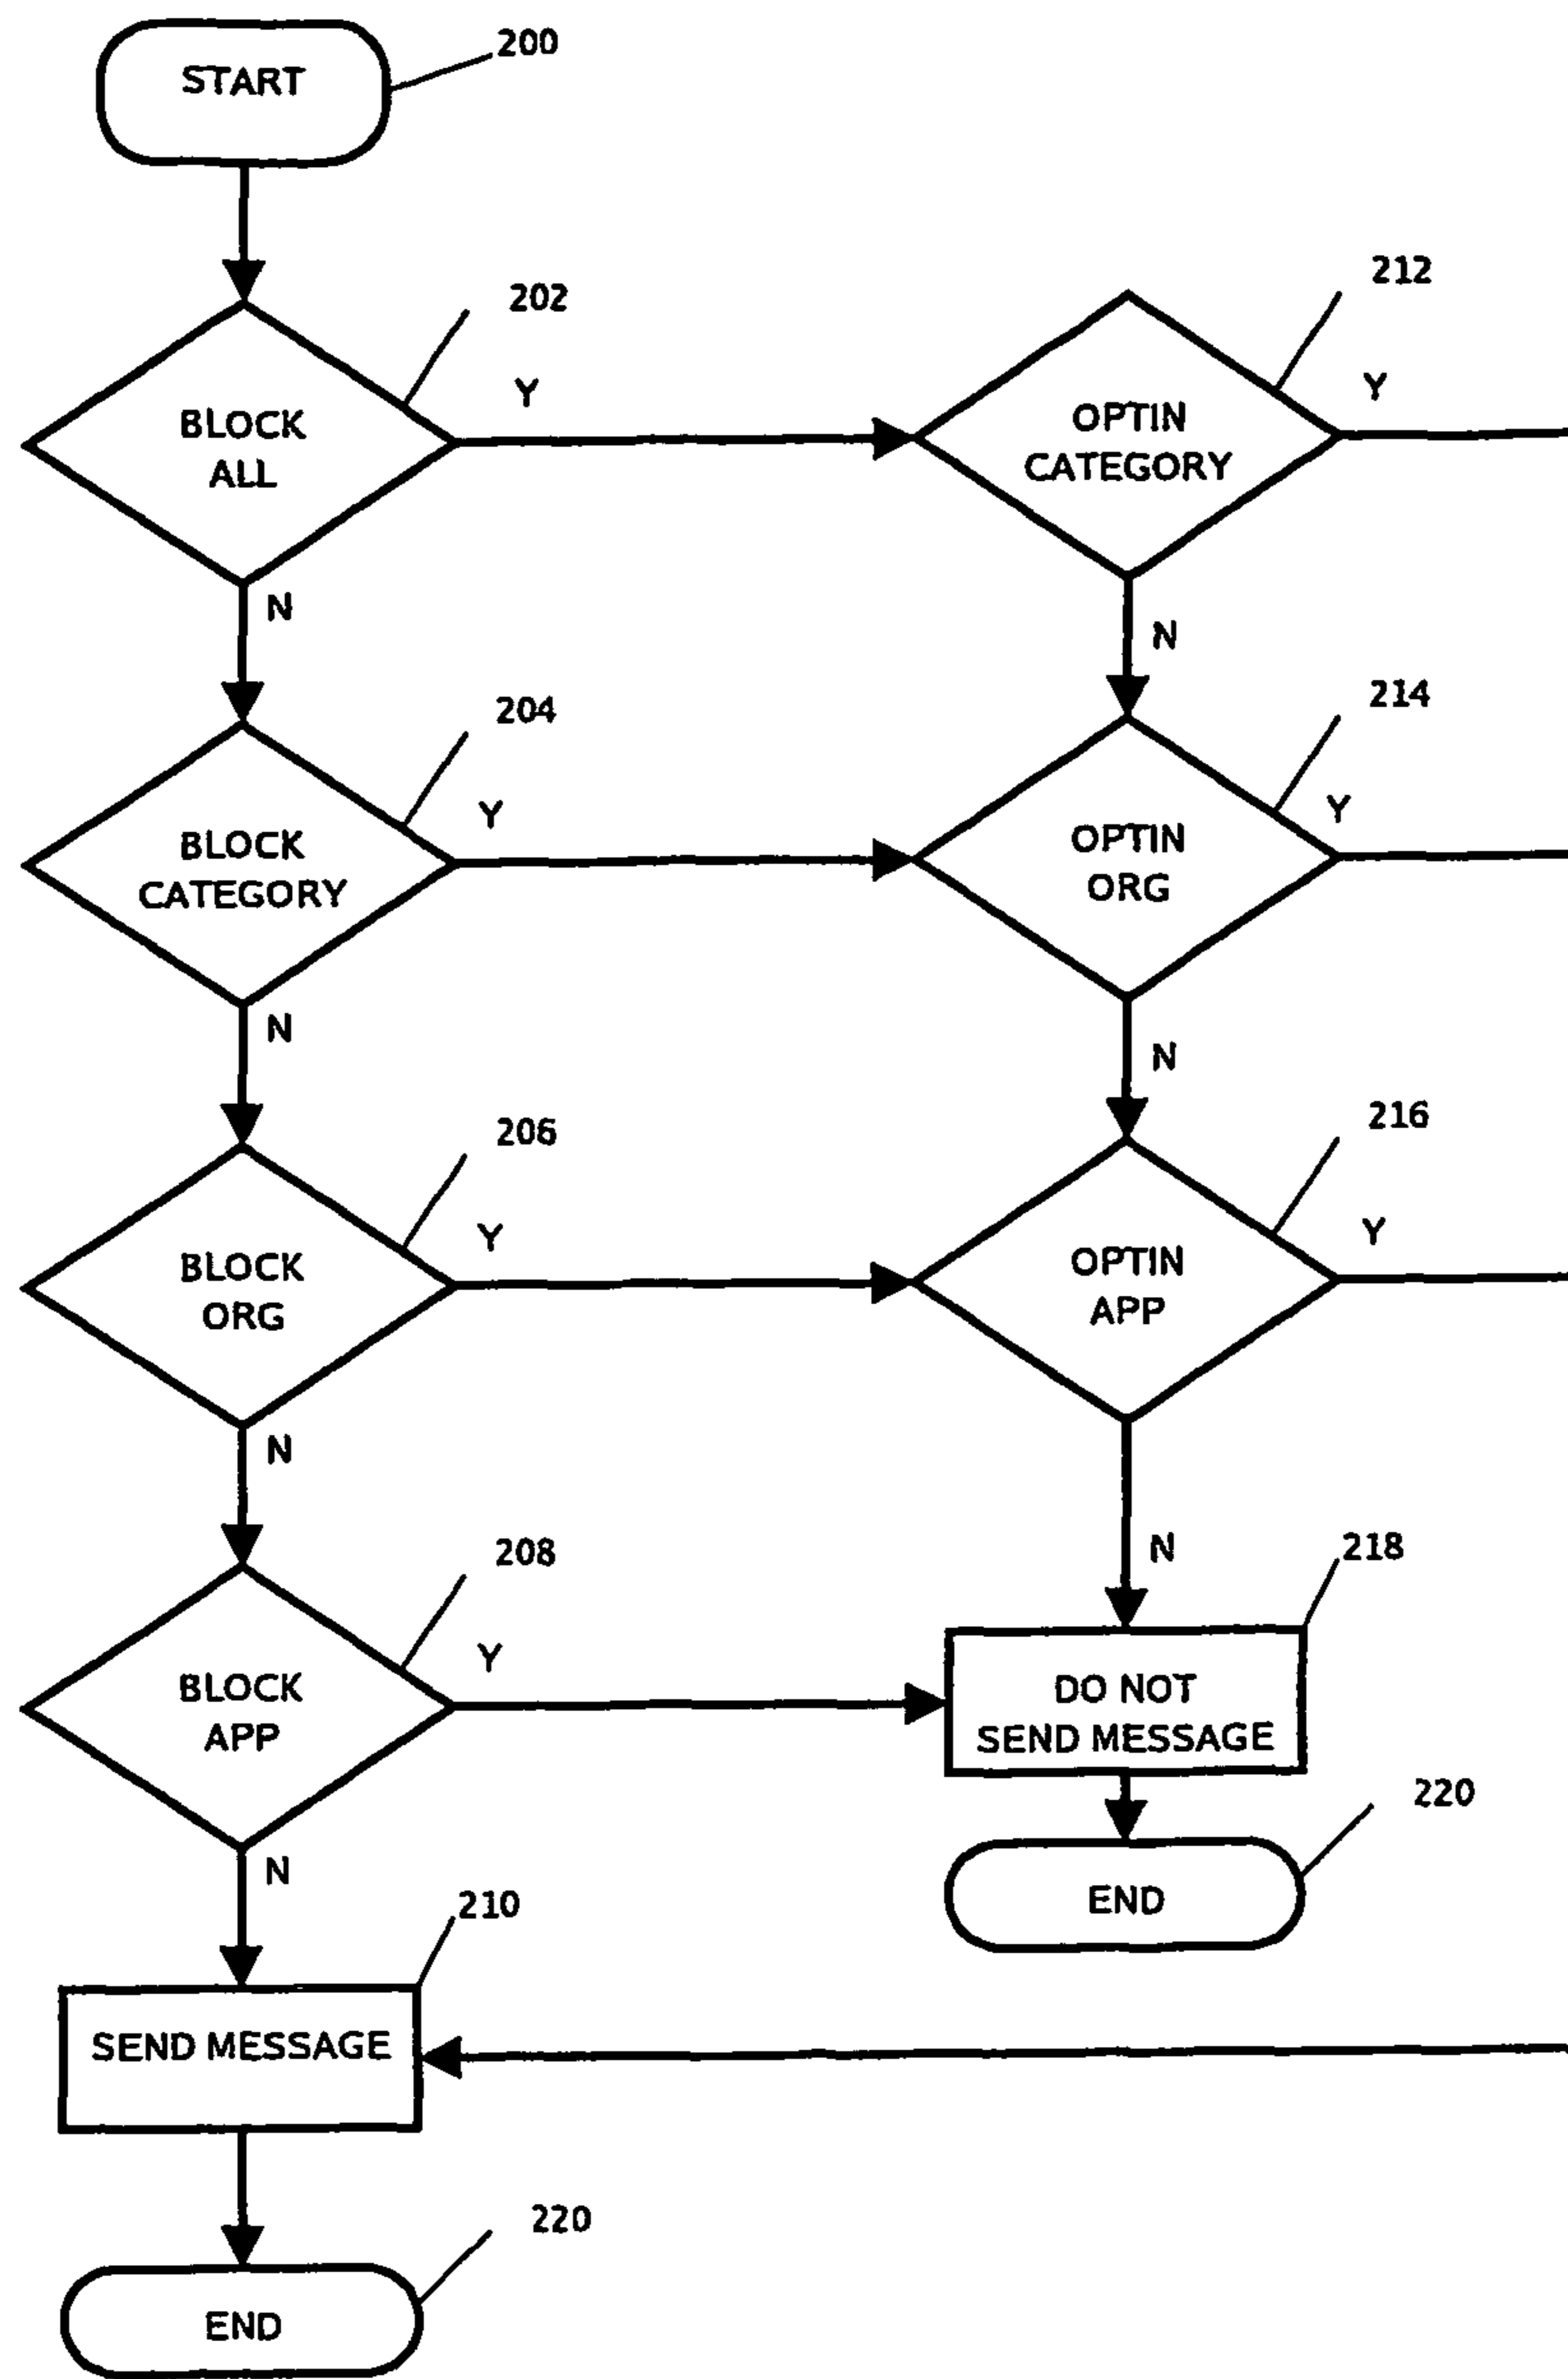 START
200
202
212
BLOCK
ALL
Y
OPTIN
CATEGORY
Y
N
N
204
214
BLOCK
CATEGORY
Y
OPTIN
ORG
Y
N
N
206
216
BLOCK
ORG
Y
OPTIN
APP
Y
N
N
208
218
BLOCK
APP
Y
DO NOT
SEND MESSAGE
220
END
N
210
SEND MESSAGE
220
END